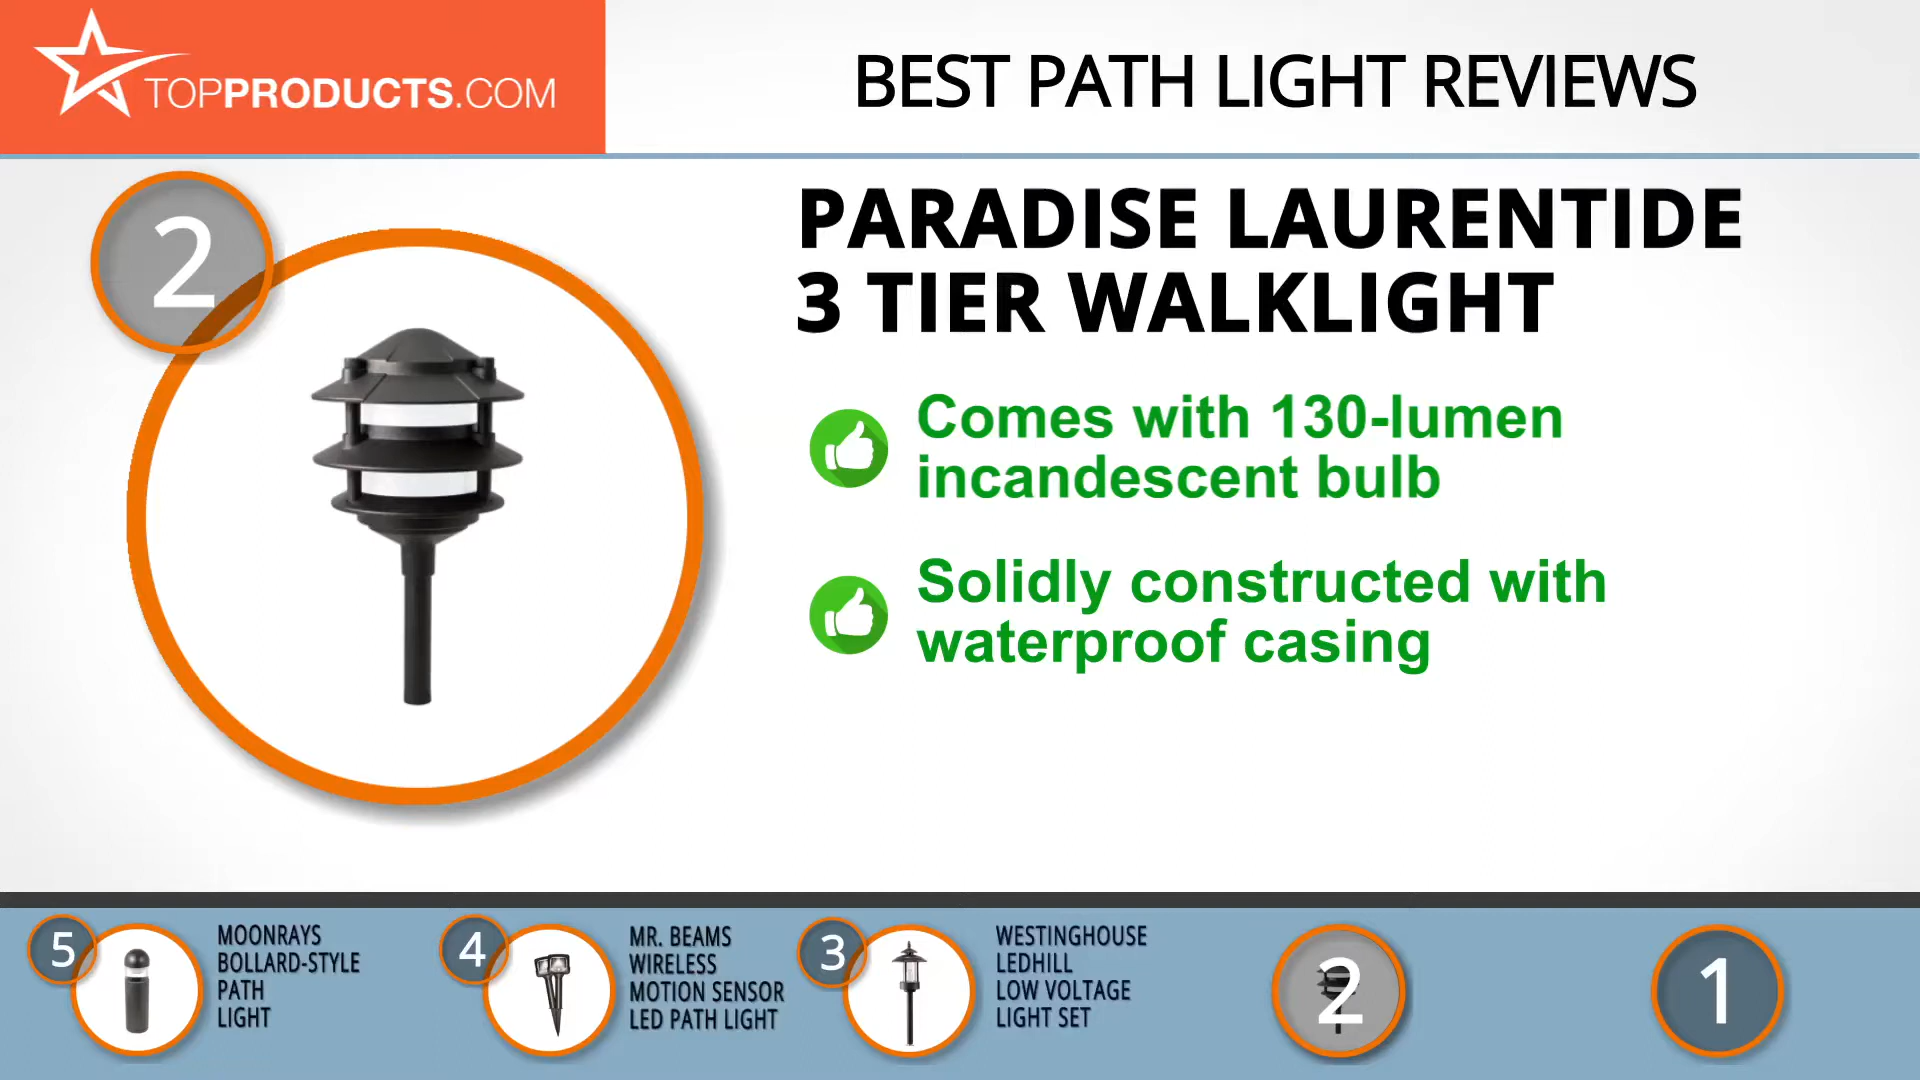 TOPPRODUCTS.COM
BEST PATH LIGHT REVIEWS
2
PARADISE LAURENTIDE
3 TIER WALKLIGHT
Comes with 130-lumen
incandescent bulb
Solidly constructed with
waterproof casing
5
MOONRAYS
BOLLARD-STYLE
PATH
LIGHT
4
MR. BEAMS
WIRELESS
MOTION SENSOR
LED PATH LIGHT
3
WESTINGHOUSE
LEDHILL
LOW VOLTAGE
LIGHT SET
2
1